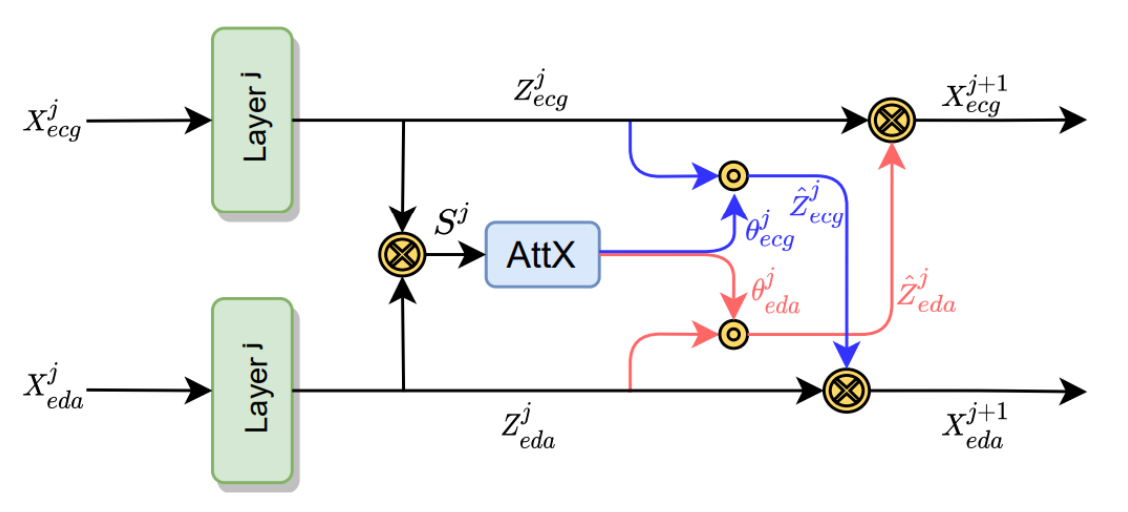 $X_{ecg}^{j}$
Layer $^{j}$
$Z_{ecg}^{j}$
$X_{ecg}^{j+1}$
$S^{j}$
AttX
$\hat{Z}_{ecg}^{j}$
$\theta_{ecg}^{j}$
$\theta_{eda}^{j}$
$\hat{Z}_{eda}^{j}$
$X_{eda}^{j}$
Layer $^{j}$
$Z_{eda}^{j}$
$X_{eda}^{j+1}$